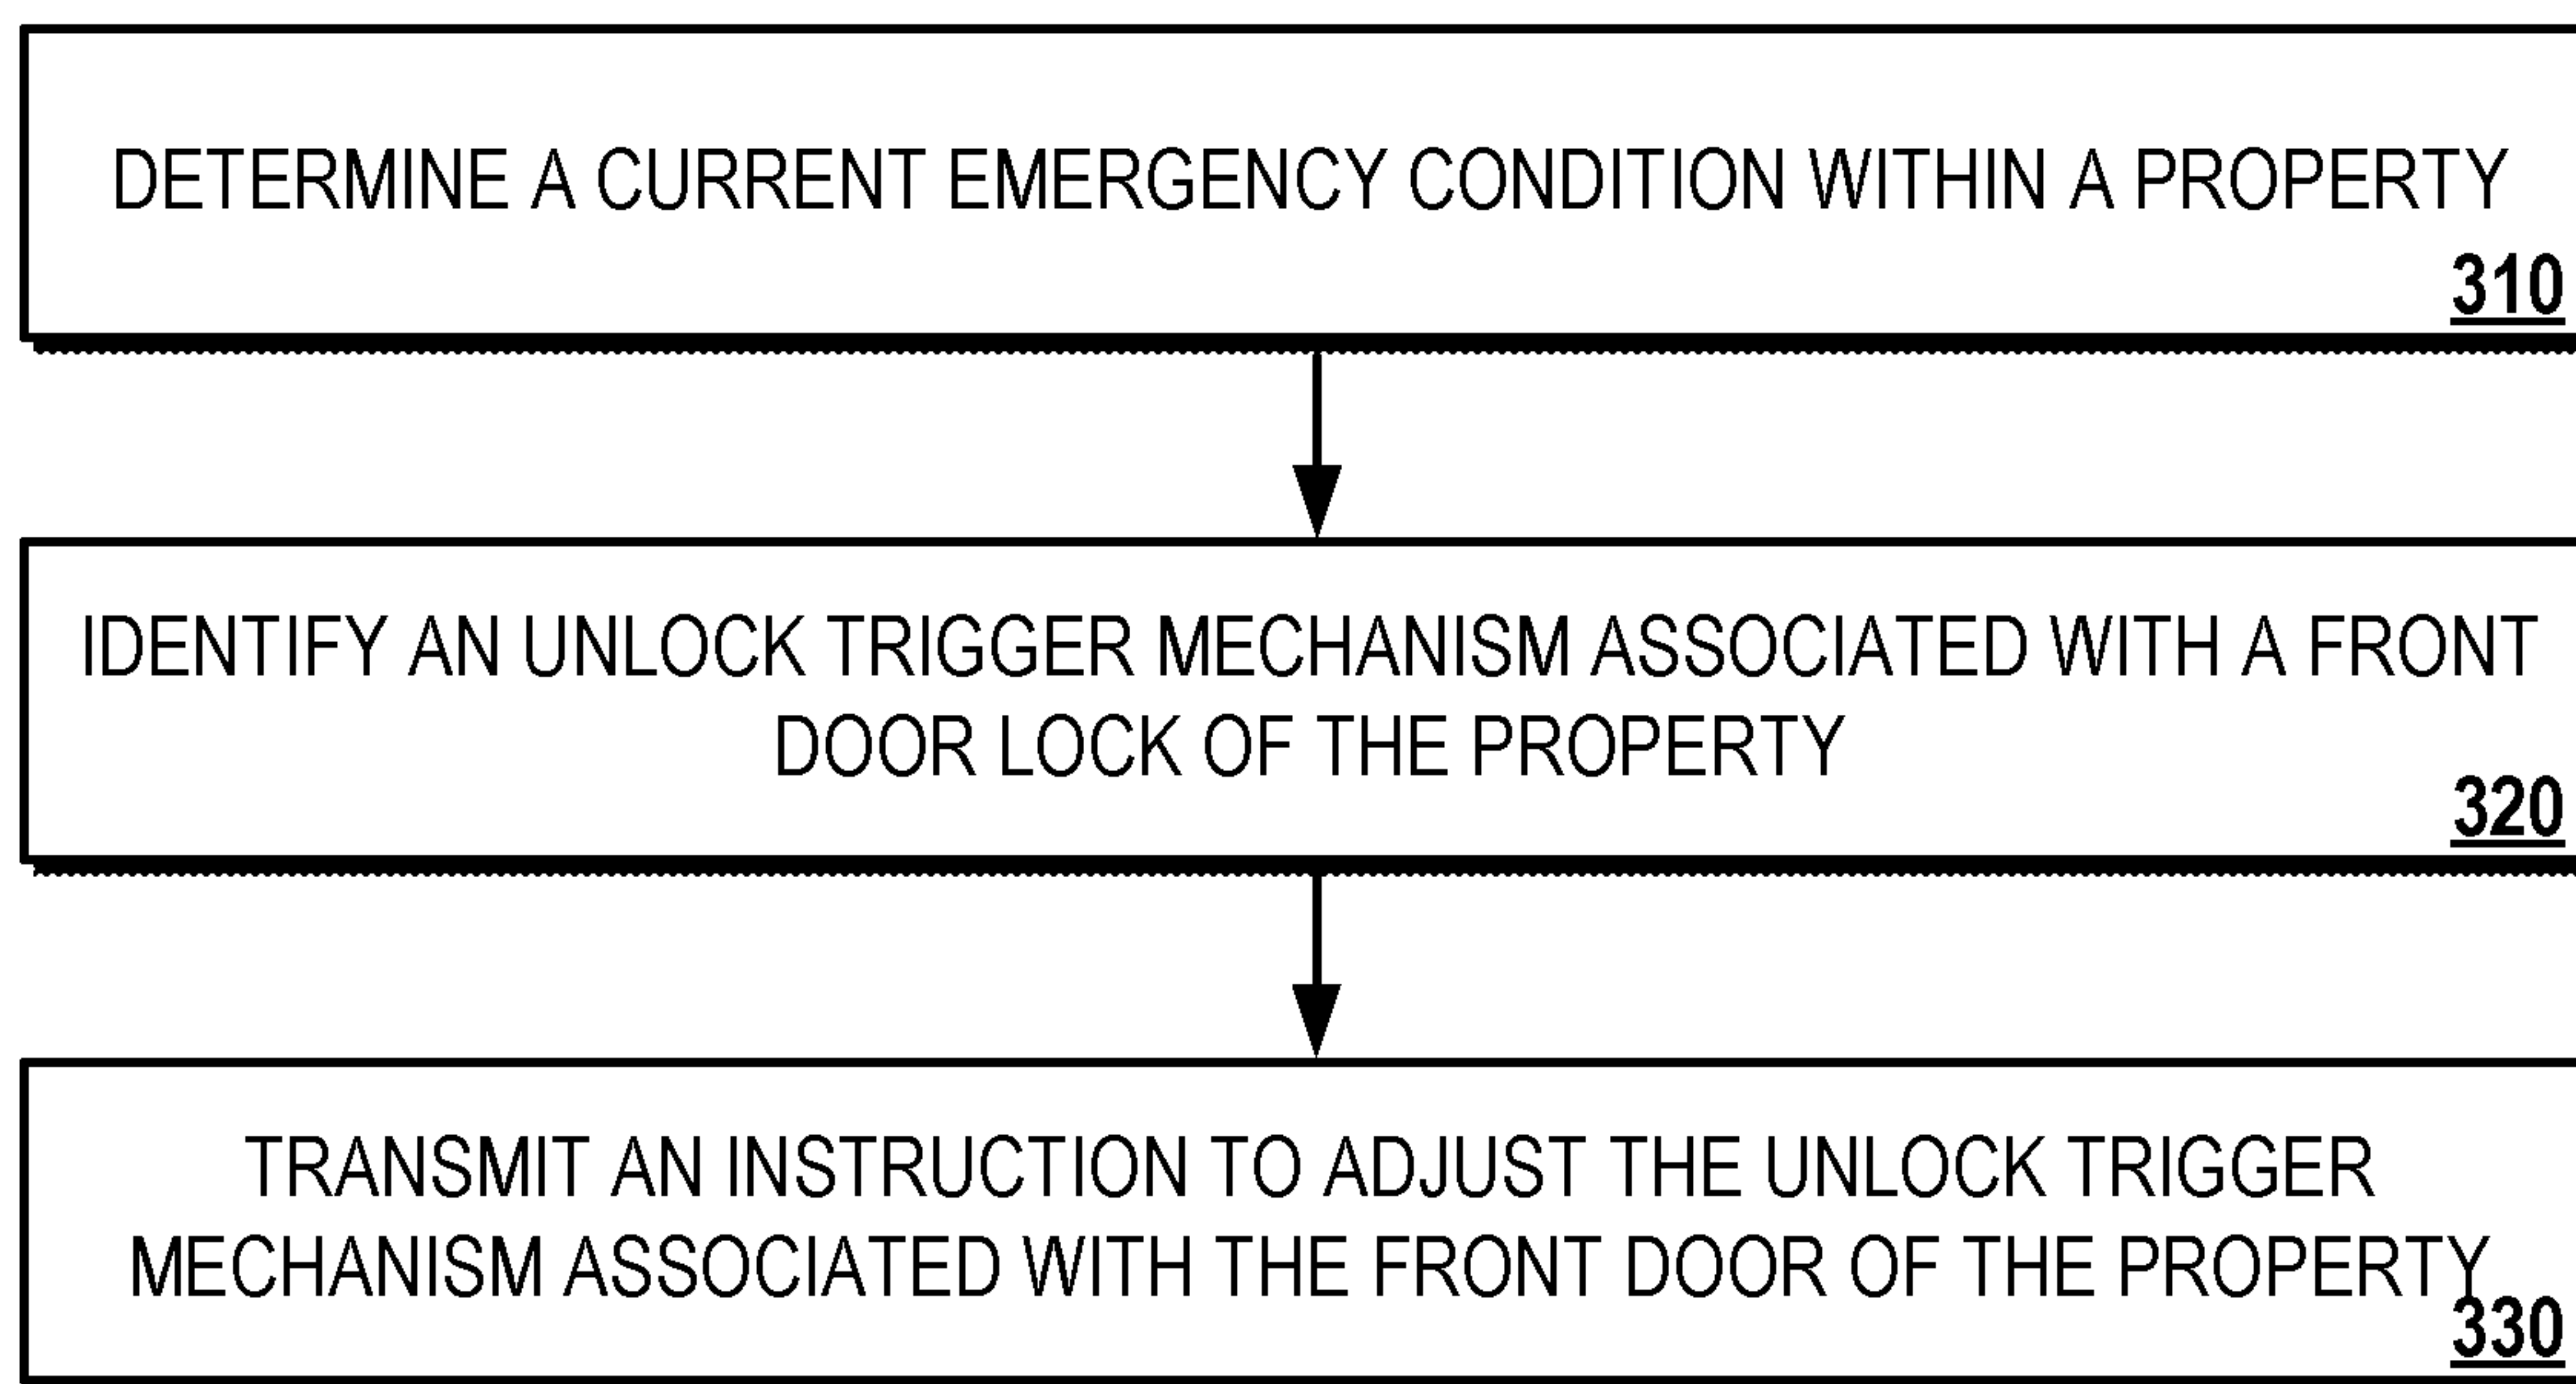 DETERMINE A CURRENT EMERGENCY CONDITION WITHIN A PROPERTY
310
IDENTIFY AN UNLOCK TRIGGER MECHANISM ASSOCIATED WITH A FRONT
DOOR LOCK OF THE PROPERTY
320
TRANSMIT AN INSTRUCTION TO ADJUST THE UNLOCK TRIGGER
MECHANISM ASSOCIATED WITH THE FRONT DOOR OF THE PROPERTY
330